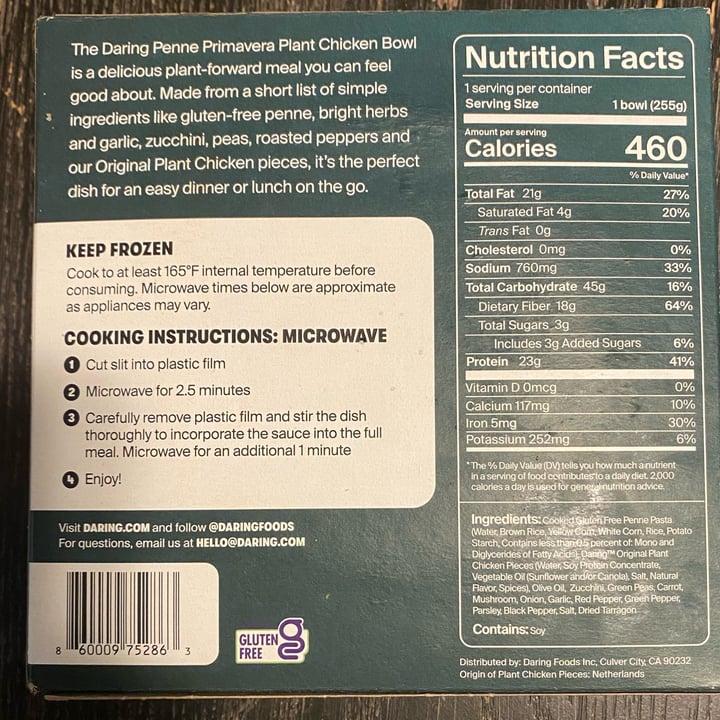 The Daring Penne Primavera Plant Chicken Bowl
is a delicious plant-forward meal you can feel
good about. Made from a short list of simple
ingredients like gluten-free penne, bright herbs
and garlic, zucchini, peas, roasted peppers and
our Original Plant Chicken pieces, it's the perfect
dish for an easy dinner or lunch on the go.
KEEP FROZEN
Cook to at least 165°F internal temperature before
consuming. Microwave times below are approximate
as appliances may vary.
COOKING INSTRUCTIONS: MICROWAVE
1 Cut slit into plastic film
2 Microwave for 2.5 minutes
3 Carefully remove plastic film and stir the dish
thoroughly to incorporate the sauce into the full
meal. Microwave for an additional 1 minute
4 Enjoy!
Visit DARING.COM and follow @DARINGFOODS
For questions, email us at HELLO@DARING.COM
8 60009 75286 3
GLUTEN
FREE
g
Nutrition Facts
1 serving per container
Serving Size 1 bowl (255g)
Amount per serving
Calories 460
% Daily Value*
Total Fat 21g 27%
Saturated Fat 4g 20%
Trans Fat 0g
Cholesterol 0mg 0%
Sodium 760mg 33%
Total Carbohydrate 45g 16%
Dietary Fiber 18g 64%
Total Sugars 3g
Includes 3g Added Sugars 6%
Protein 23g 41%
Vitamin D 0mcg 0%
Calcium 117mg 10%
Iron 5mg 30%
Potassium 252mg 6%
*The % Daily Value (DV) tells you how much a nutrient
in a serving of food contributes to a daily diet. 2,000
calories a day is used for general nutrition advice.
Ingredients: Cooked Gluten Free Penne Pasta
(Water, Brown Rice, Yellow Corn, White Corn, Rice, Potato
Starch, Contains less than 0.5 percent of: Mono and
Diglycerides of Fatty Acids), Daring™ Original Plant
Chicken Pieces (Water, Soy Protein Concentrate,
Vegetable Oil (Sunflower and/or Canola), Salt, Natural
Flavor, Spices), Olive Oil, Zucchini, Green Peas, Carrot,
Mushroom, Onion, Garlic, Red Pepper, Green Pepper,
Parsley, Black Pepper, Salt, Dried Tarragon.
Contains: Soy
Distributed by: Daring Foods Inc, Culver City, CA 90232
Origin of Plant Chicken Pieces: Netherlands